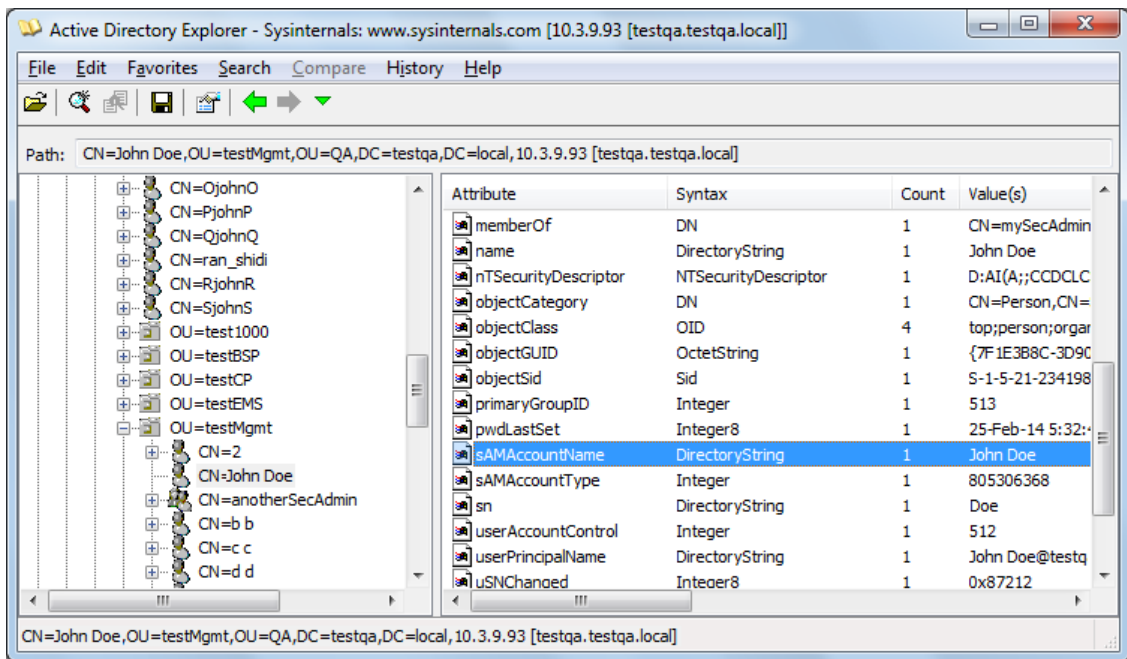 Active Directory Explorer - Sysinternals: www.sysinternals.com [10.3.9.93 [testqa.testqa.local]]
File Edit Favorites Search Compare History Help
Path: CN=John Doe,OU=testMgmt,OU=QA,DC=testqa,DC=local,10.3.9.93 [testqa.testqa.local]
CN=OjohnO
CN=PjohnP
CN=QjohnQ
CN=ran_shidi
CN=RjohnR
CN=SjohnS
OU=test1000
OU=testBSP
OU=testCP
OU=testEMS
OU=testMgmt
CN=2
CN=John Doe
CN=anotherSecAdmin
CN=b b
CN=c c
CN=d d
Attribute Syntax Count Value(s)
memberOf DN 1 CN=mySecAdmin
name DirectoryString 1 John Doe
nTSecurityDescriptor NTSecurityDescriptor 1 D:AI(A;;CCDCLC
objectCategory DN 1 CN=Person,CN=
objectClass OID 4 top;person;organ
objectGUID OctetString 1 {7F1E3B8C-3D90
objectSid Sid 1 S-1-5-21-234198
primaryGroupID Integer 1 513
pwdLastSet Integer8 1 25-Feb-14 5:32:4
sAMAccountName DirectoryString 1 John Doe
sAMAccountType Integer 1 805306368
sn DirectoryString 1 Doe
userAccountControl Integer 1 512
userPrincipalName DirectoryString 1 John Doe@testq
uSNChanged Integer8 1 0x87212
CN=John Doe,OU=testMgmt,OU=QA,DC=testqa,DC=local,10.3.9.93 [testqa.testqa.local]